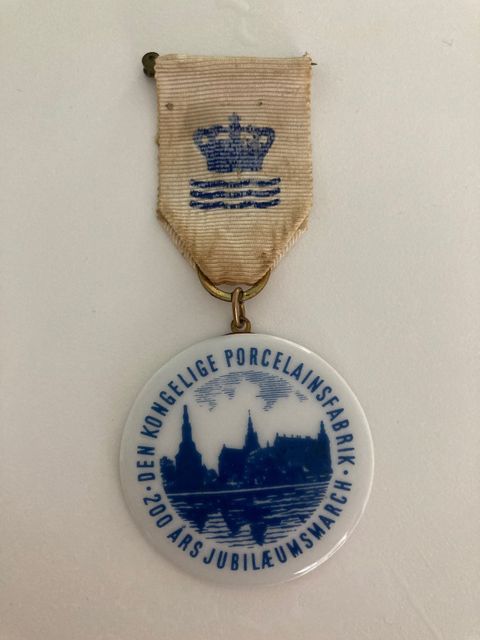 · DEN KONGELIGE PORCELAINSFABRIK ·
200 ÅRS JUBILÆUMSMARCH